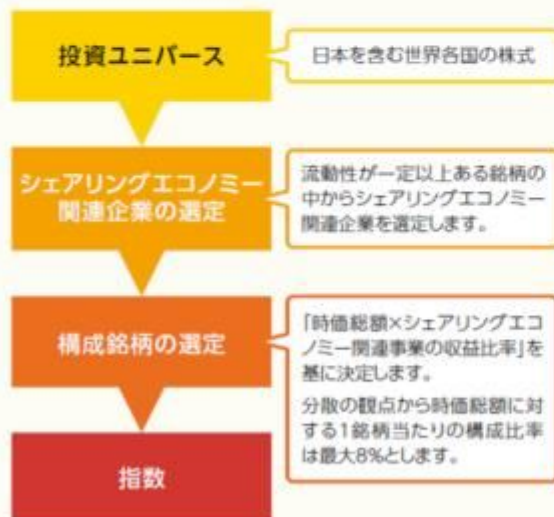 投資ユニバース
日本を含む世界各国の株式
シェアリングエコノミー
関連企業の選定
流動性が一定以上ある銘柄の
中からシェアリングエコノミー
関連企業を選定します。
構成銘柄の選定
「時価総額×シェアリングエコ
ノミー関連事業の収益比率」を
基に決定します。
分散の観点から時価総額に対
する1銘柄当たりの構成比率
は最大8%とします。
指数